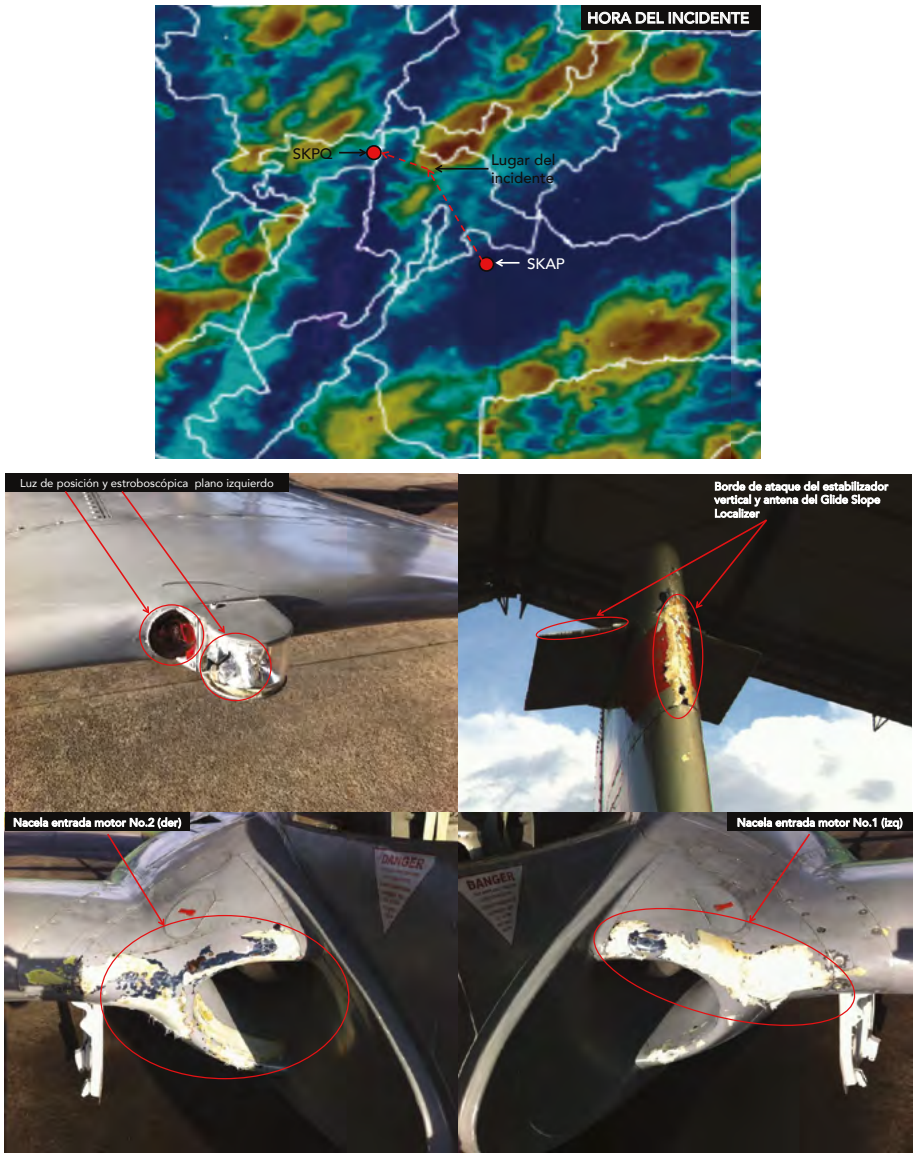 HORA DEL INCIDENTE
SKPQ
Lugar del
incidente
SKAP
Luz de posición y estroboscópica plano izquierdo
Borde de ataque del estabilizador
vertical y antena del Glide Slope
Localizer
Nacela entrada motor No.2 (der)
DANGER
Nacela entrada motor No.1 (izq)
DANGER